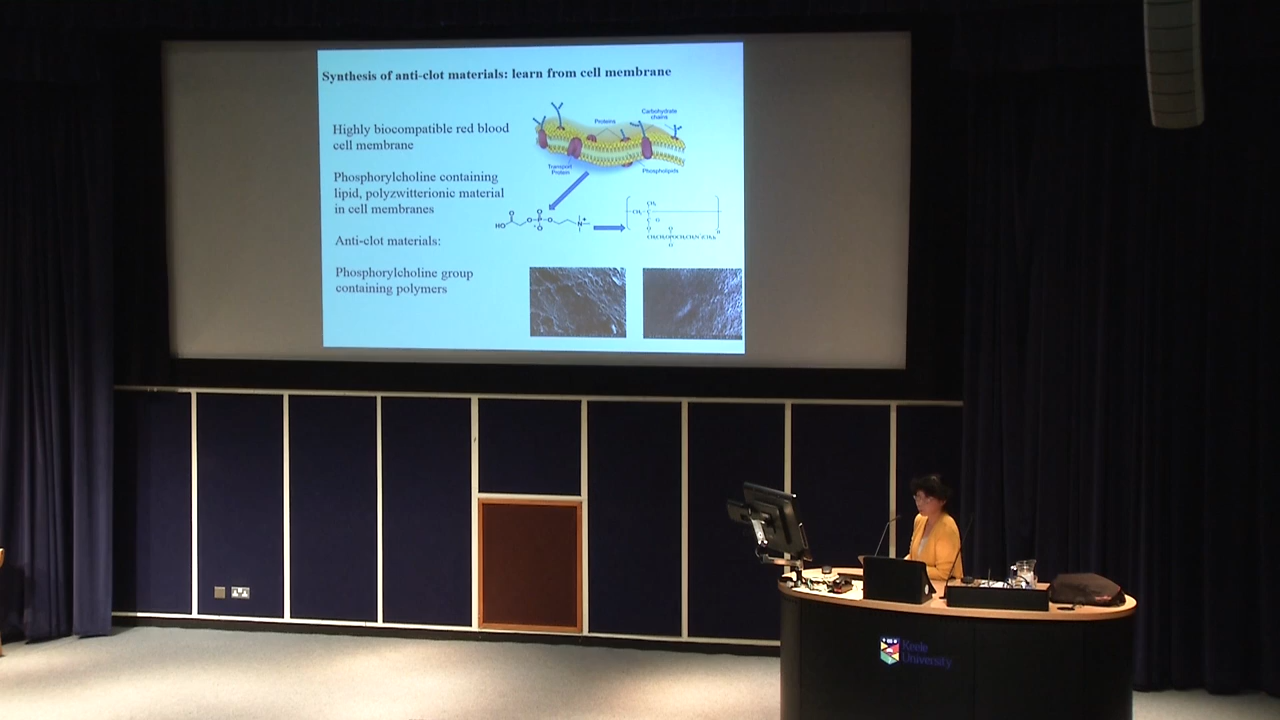 Synthesis of anti-clot materials: learn from cell membrane
Highly biocompatible red blood
cell membrane
Phosphorylcholine containing
lipid, polyzwitterionic material
in cell membranes
Anti-clot materials:
Phosphorylcholine group
containing polymers
Proteins
Carbohydrate
chains
Transport
Protein
Phospholipids
HO
Keele
University